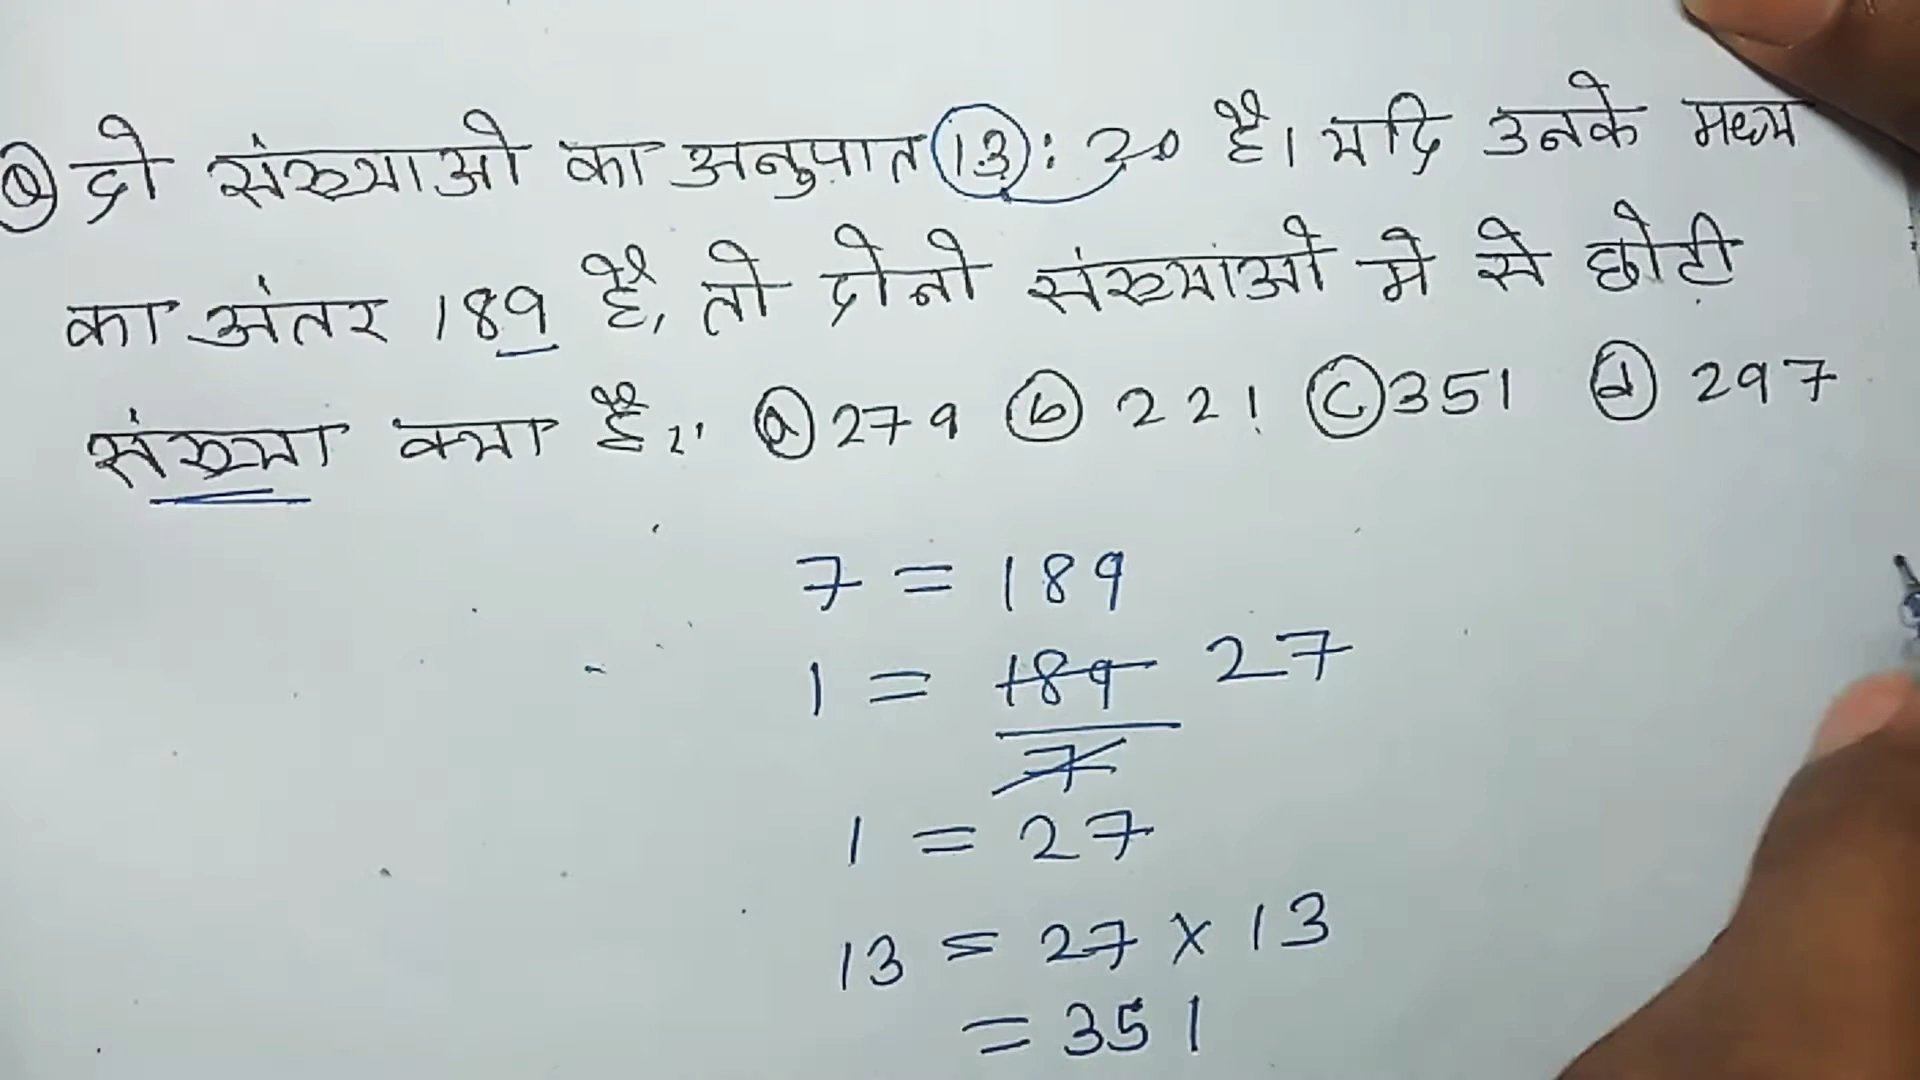 Q दो संख्याओ का अनुपात 13 : 20 है। यदि उनके मध्य
का अंतर 189 है, तो दोनो संख्याओ मे से छोटी
संख्या क्या है? (a) 279 (b) 221 (c) 351 (d) 297
7 = 189
1 = 189/7 27
1 = 27
13 = 27 × 13
= 351